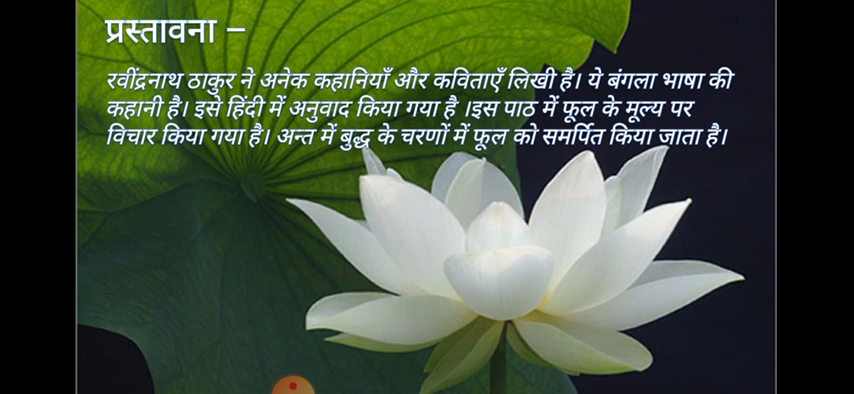 प्रस्तावना –
रवींद्रनाथ ठाकुर ने अनेक कहानियाँ और कविताएँ लिखी है। ये बंगला भाषा की
कहानी है। इसे हिंदी में अनुवाद किया गया है ।इस पाठ में फूल के मूल्य पर
विचार किया गया है। अन्त में बुद्ध के चरणों में फूल को समर्पित किया जाता है।